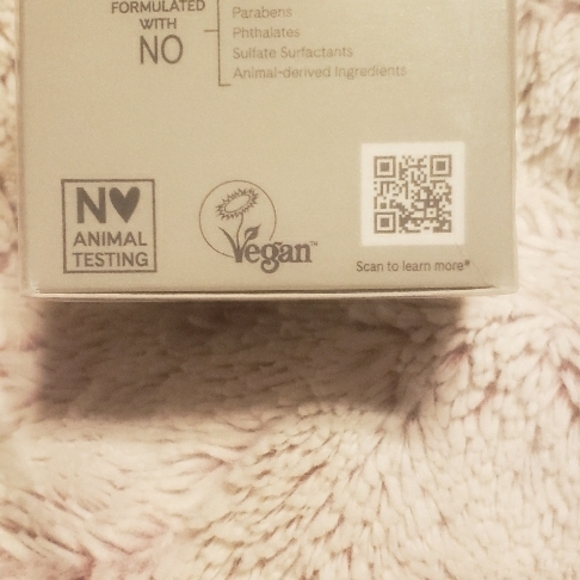 FORMULATED
WITH
NO
Parabens
Phthalates
Sulfate Surfactants
Animal-derived Ingredients
NO
ANIMAL
TESTING
Vegan™
Scan to learn more*